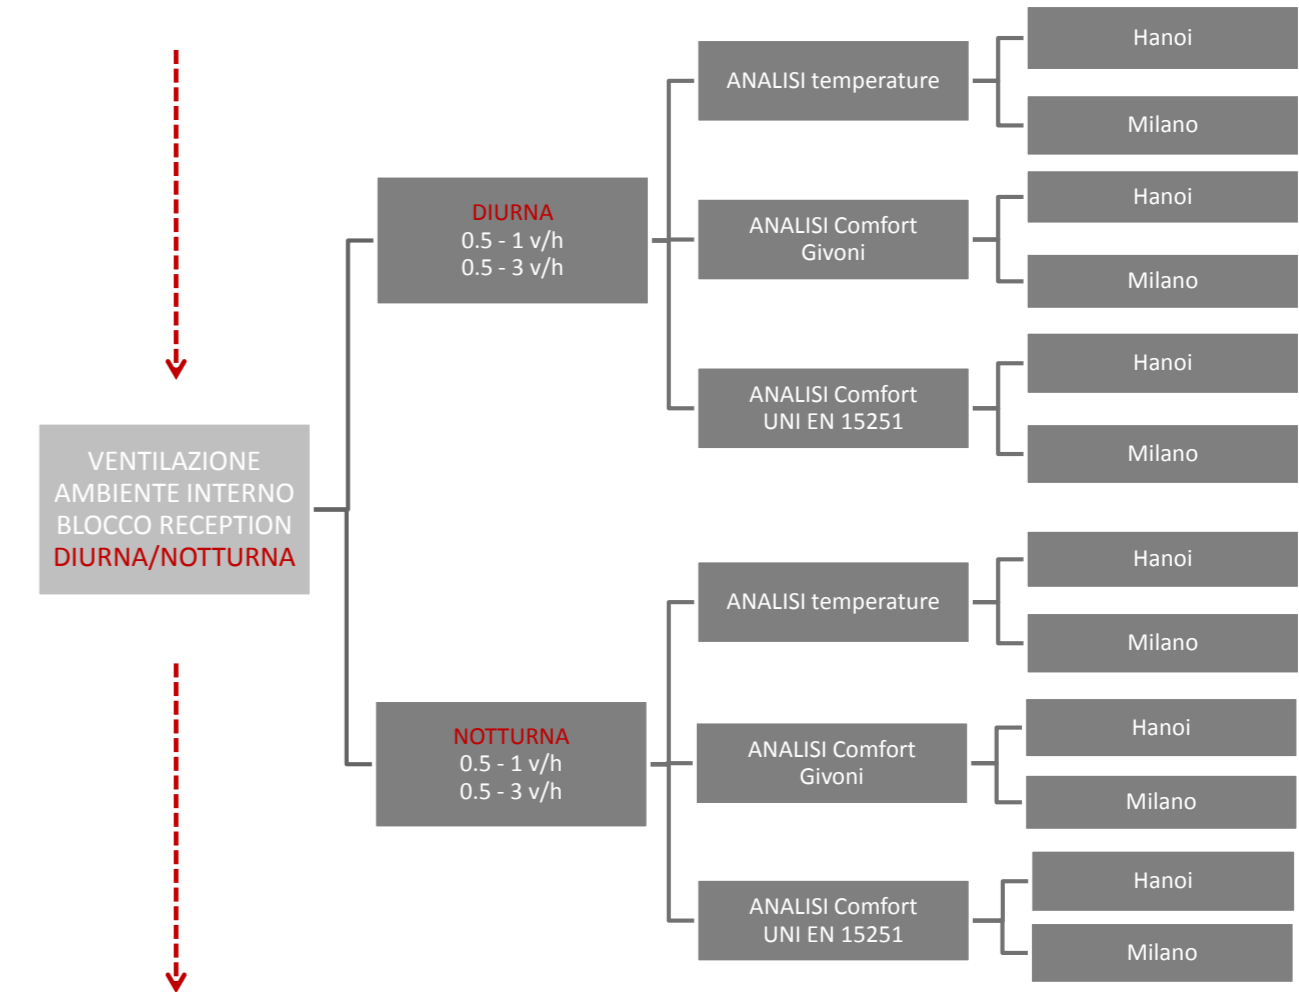 VENTILAZIONE
AMBIENTE INTERNO
BLOCCO RECEPTION
DIURNA/NOTTURNA
DIURNA
0.5 - 1 v/h
0.5 - 3 v/h
ANALISI temperature
Hanoi
Milano
ANALISI Comfort
Givoni
Hanoi
Milano
ANALISI Comfort
UNI EN 15251
Hanoi
Milano
NOTTURNA
0.5 - 1 v/h
0.5 - 3 v/h
ANALISI temperature
Hanoi
Milano
ANALISI Comfort
Givoni
Hanoi
Milano
ANALISI Comfort
UNI EN 15251
Hanoi
Milano